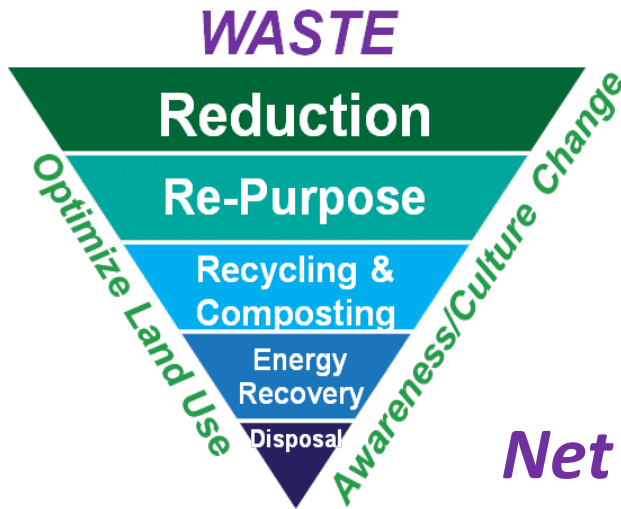 WASTE
Reduction
Re-Purpose
Recycling &
Composting
Energy
Recovery
Disposal
Optimize Land Use
Awareness/Culture Change
Net